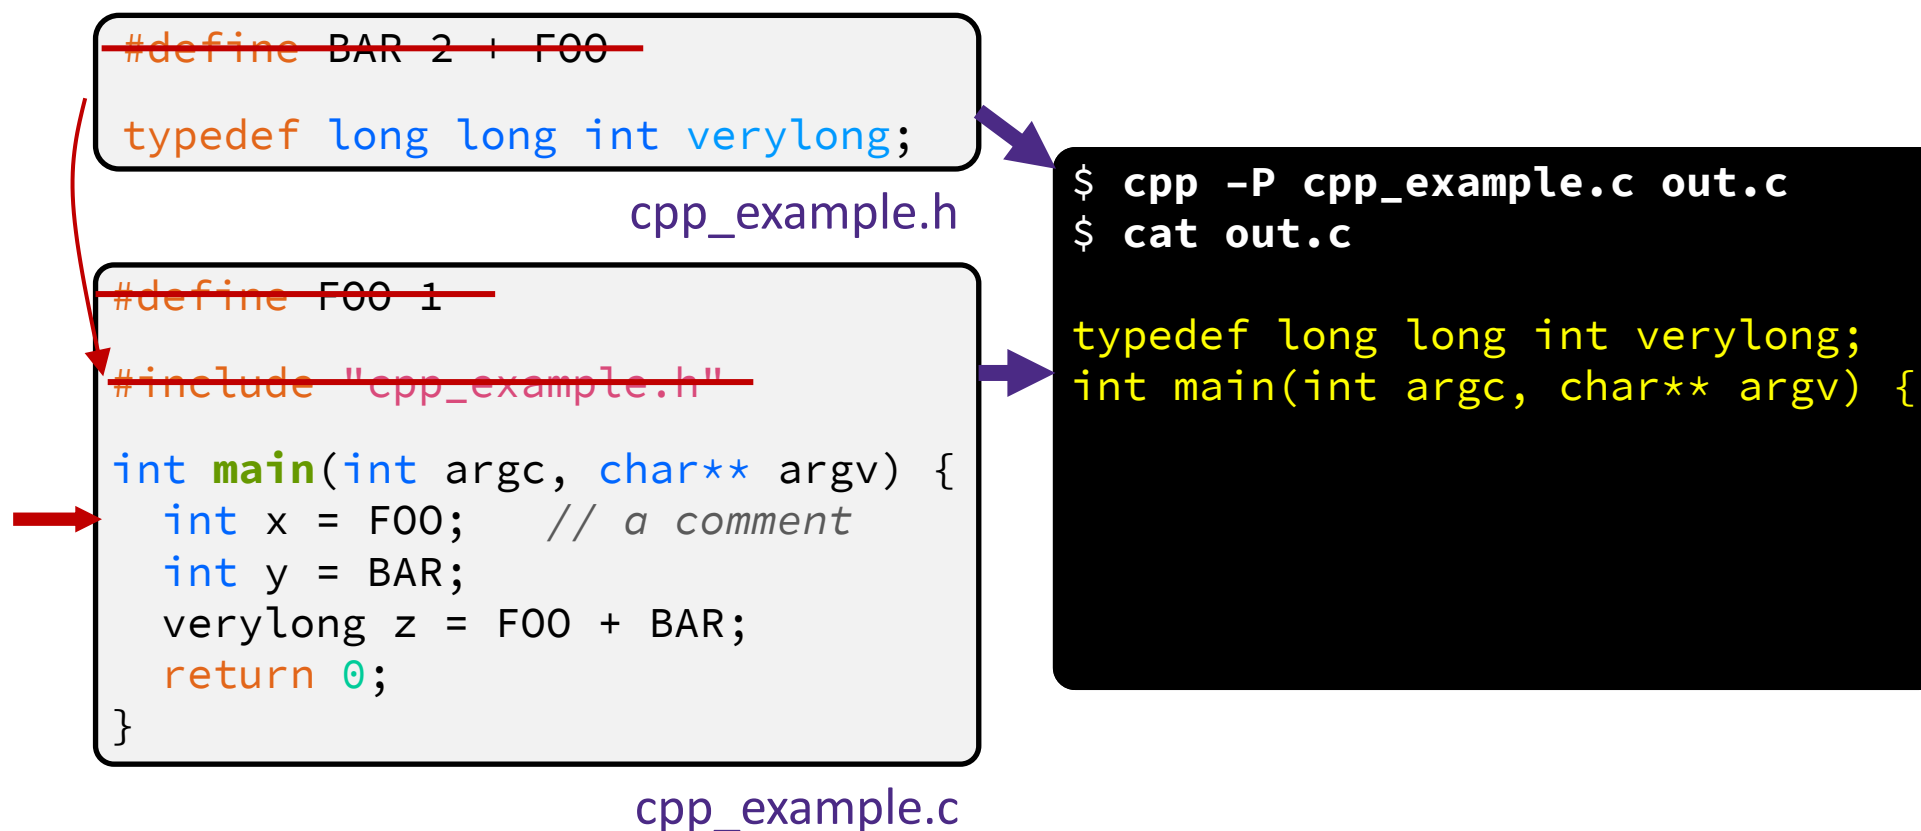 #define BAR 2 + FOO
typedef long long int verylong;
cpp_example.h
#define FOO 1
#include "cpp_example.h"
int main(int argc, char** argv) {
int x = FOO; // a comment
int y = BAR;
verylong z = FOO + BAR;
return 0;
}
cpp_example.c
$ cpp –P cpp_example.c out.c
$ cat out.c
typedef long long int verylong;
int main(int argc, char** argv) {